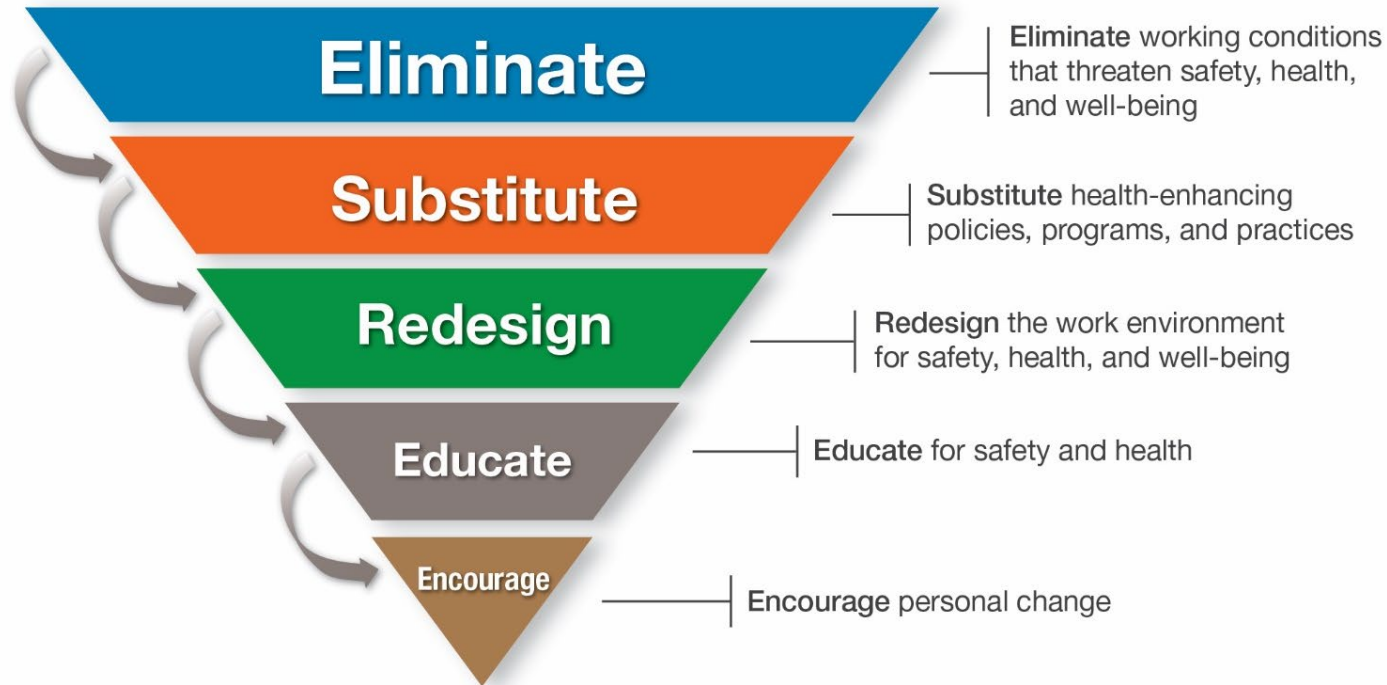 Eliminate
Eliminate working conditions
that threaten safety, health,
and well-being
Substitute
Substitute health-enhancing
policies, programs, and practices
Redesign
Redesign the work environment
for safety, health, and well-being
Educate
Educate for safety and health
Encourage
Encourage personal change